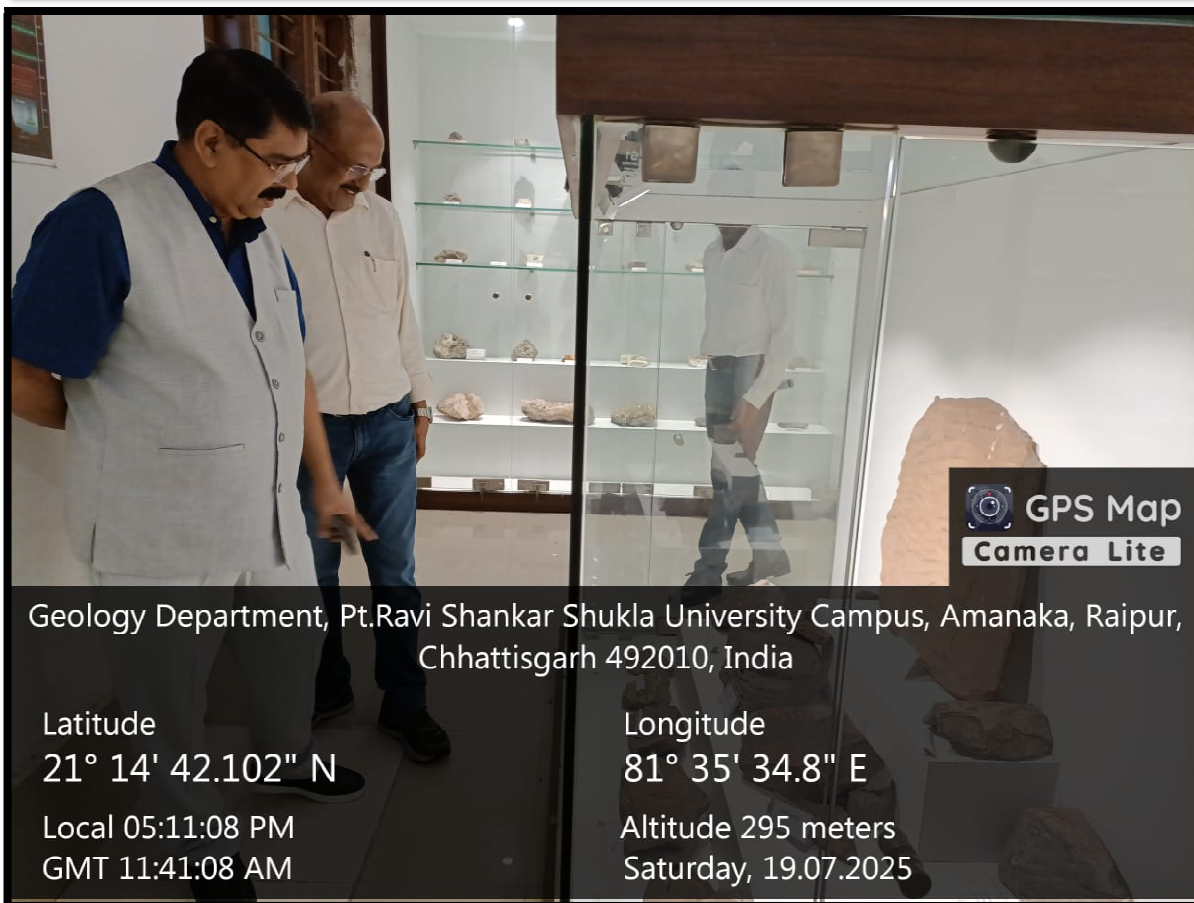 GPS Map
Camera Lite
Geology Department, Pt.Ravi Shankar Shukla University Campus, Amanaka, Raipur,
Chhattisgarh 492010, India
Latitude
21° 14' 42.102" N
Longitude
81° 35' 34.8" E
Local 05:11:08 PM
GMT 11:41:08 AM
Altitude 295 meters
Saturday, 19.07.2025